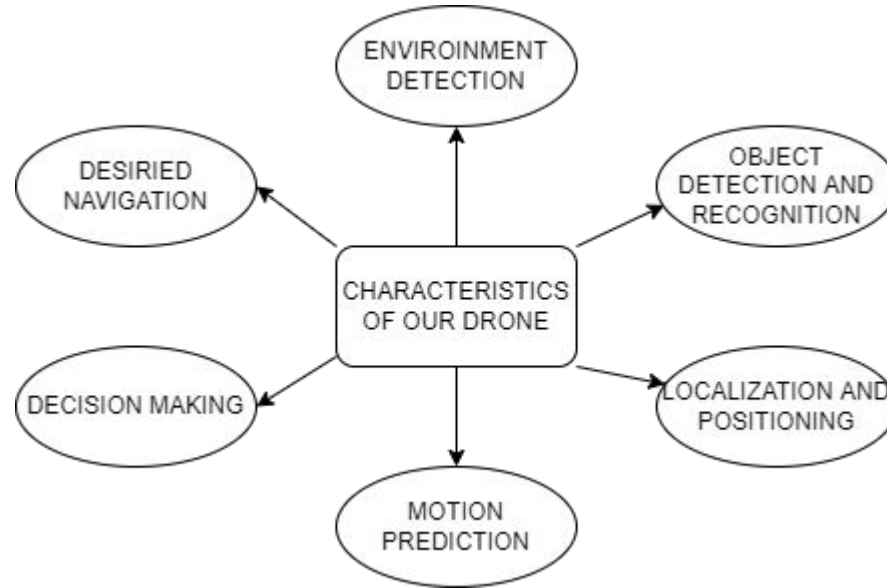 ENVIROINMENT
DETECTION
DESIRIED
NAVIGATION
OBJECT
DETECTION AND
RECOGNITION
CHARACTERISTICS
OF OUR DRONE
DECISION MAKING
LOCALIZATION AND
POSITIONING
MOTION
PREDICTION